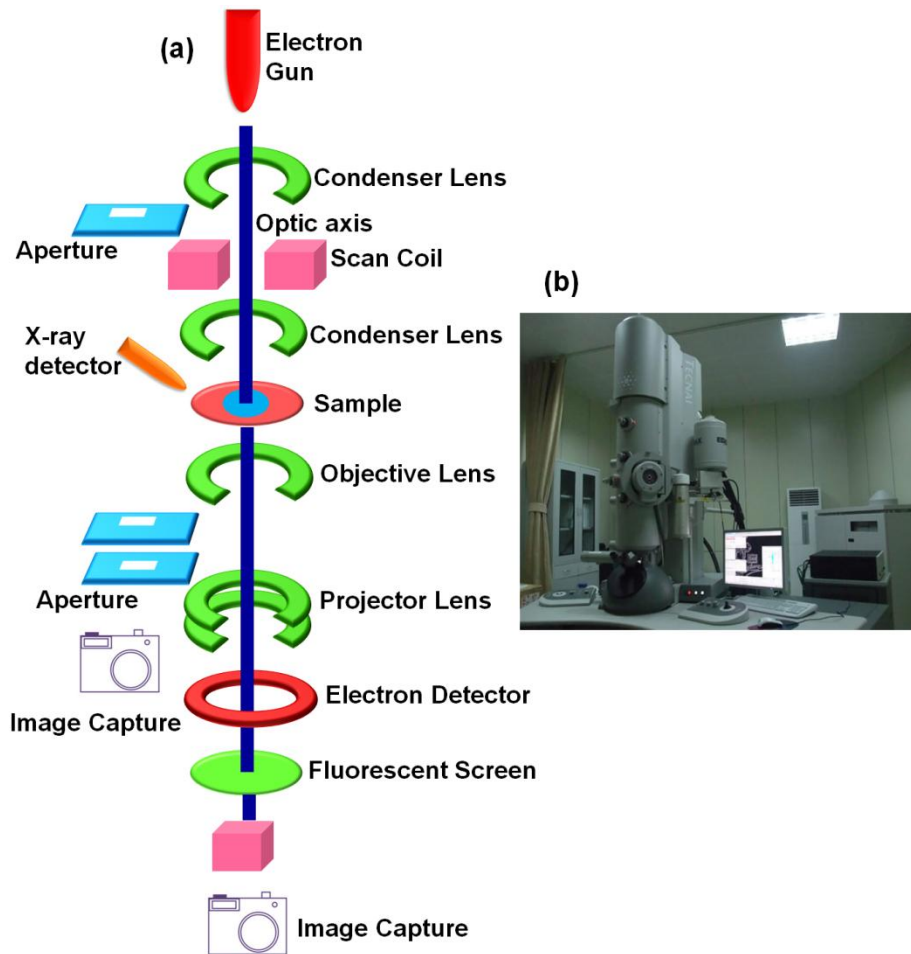 (a)
Electron
Gun
Condenser Lens
Optic axis
Aperture
Scan Coil
(b)
Condenser Lens
X-ray
detector
Sample
TECNAI
Objective Lens
Aperture
Projector Lens
Image Capture
Electron Detector
Fluorescent Screen
Image Capture